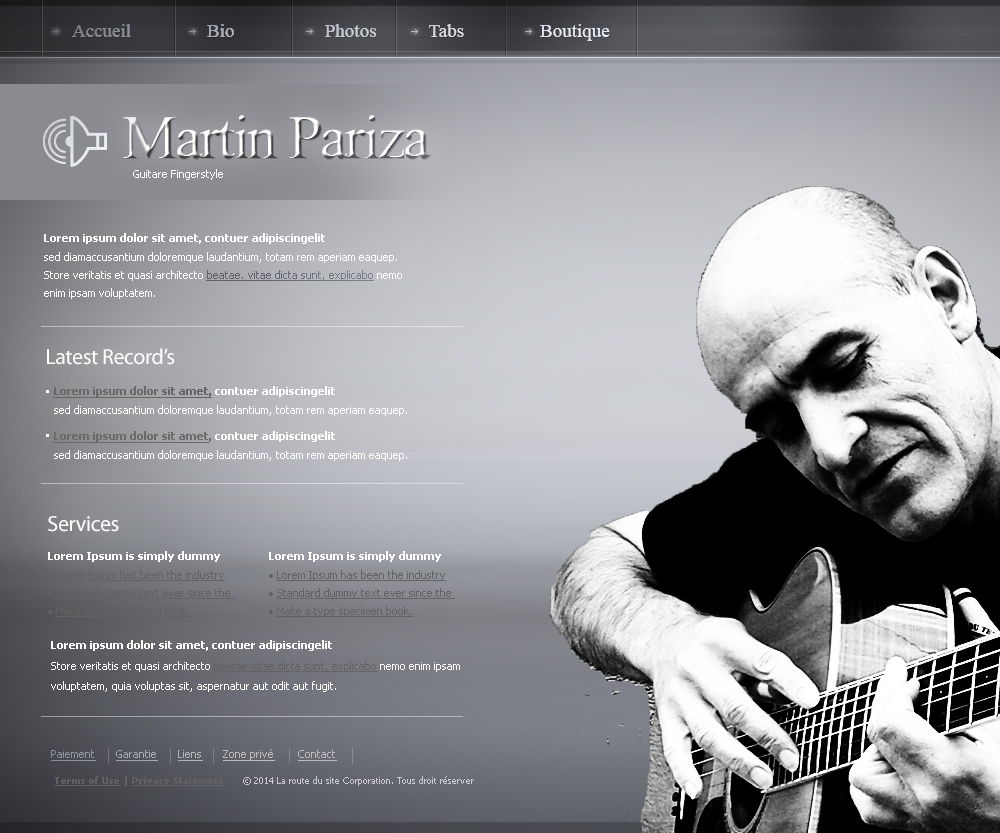 Accueil
Bio
Photos
Tabs
Boutique
Martin Pariza
Guitare Fingerstyle
Lorem ipsum dolor sit amet, contuer adipiscingelit
sed diamaccusantium doloremque laudantium, totam rem aperiam eaquep.
Store veritatis et quasi architecto beatae. vitae dicta sunt, explicabo nemo
enim ipsam voluptatem.
Latest Record's
Lorem ipsum dolor sit amet, contuer adipiscingelit
sed diamaccusantium doloremque laudantium, totam rem aperiam eaquep.
Lorem ipsum dolor sit amet, contuer adipiscingelit
sed diamaccusantium doloremque laudantium, totam rem aperiam eaquep.
Services
Lorem Ipsum is simply dummy
Lorem Ipsum has been the industry
Standard dummy text ever since the
Make a type specimen book.
Lorem Ipsum is simply dummy
Lorem Ipsum has been the industry
Standard dummy text ever since the
Make a type specimen book.
Lorem ipsum dolor sit amet, contuer adipiscingelit
Store veritatis et quasi architecto beatae vitae dicta sunt, explicabo nemo enim ipsam
voluptatem, quia voluptas sit, aspernatur aut odit aut fugit.
Paiement | Garantie | Liens | Zone privé | Contact |
Terms of Use | Privacy Statement © 2014 La route du site Corporation. Tous droit réserver